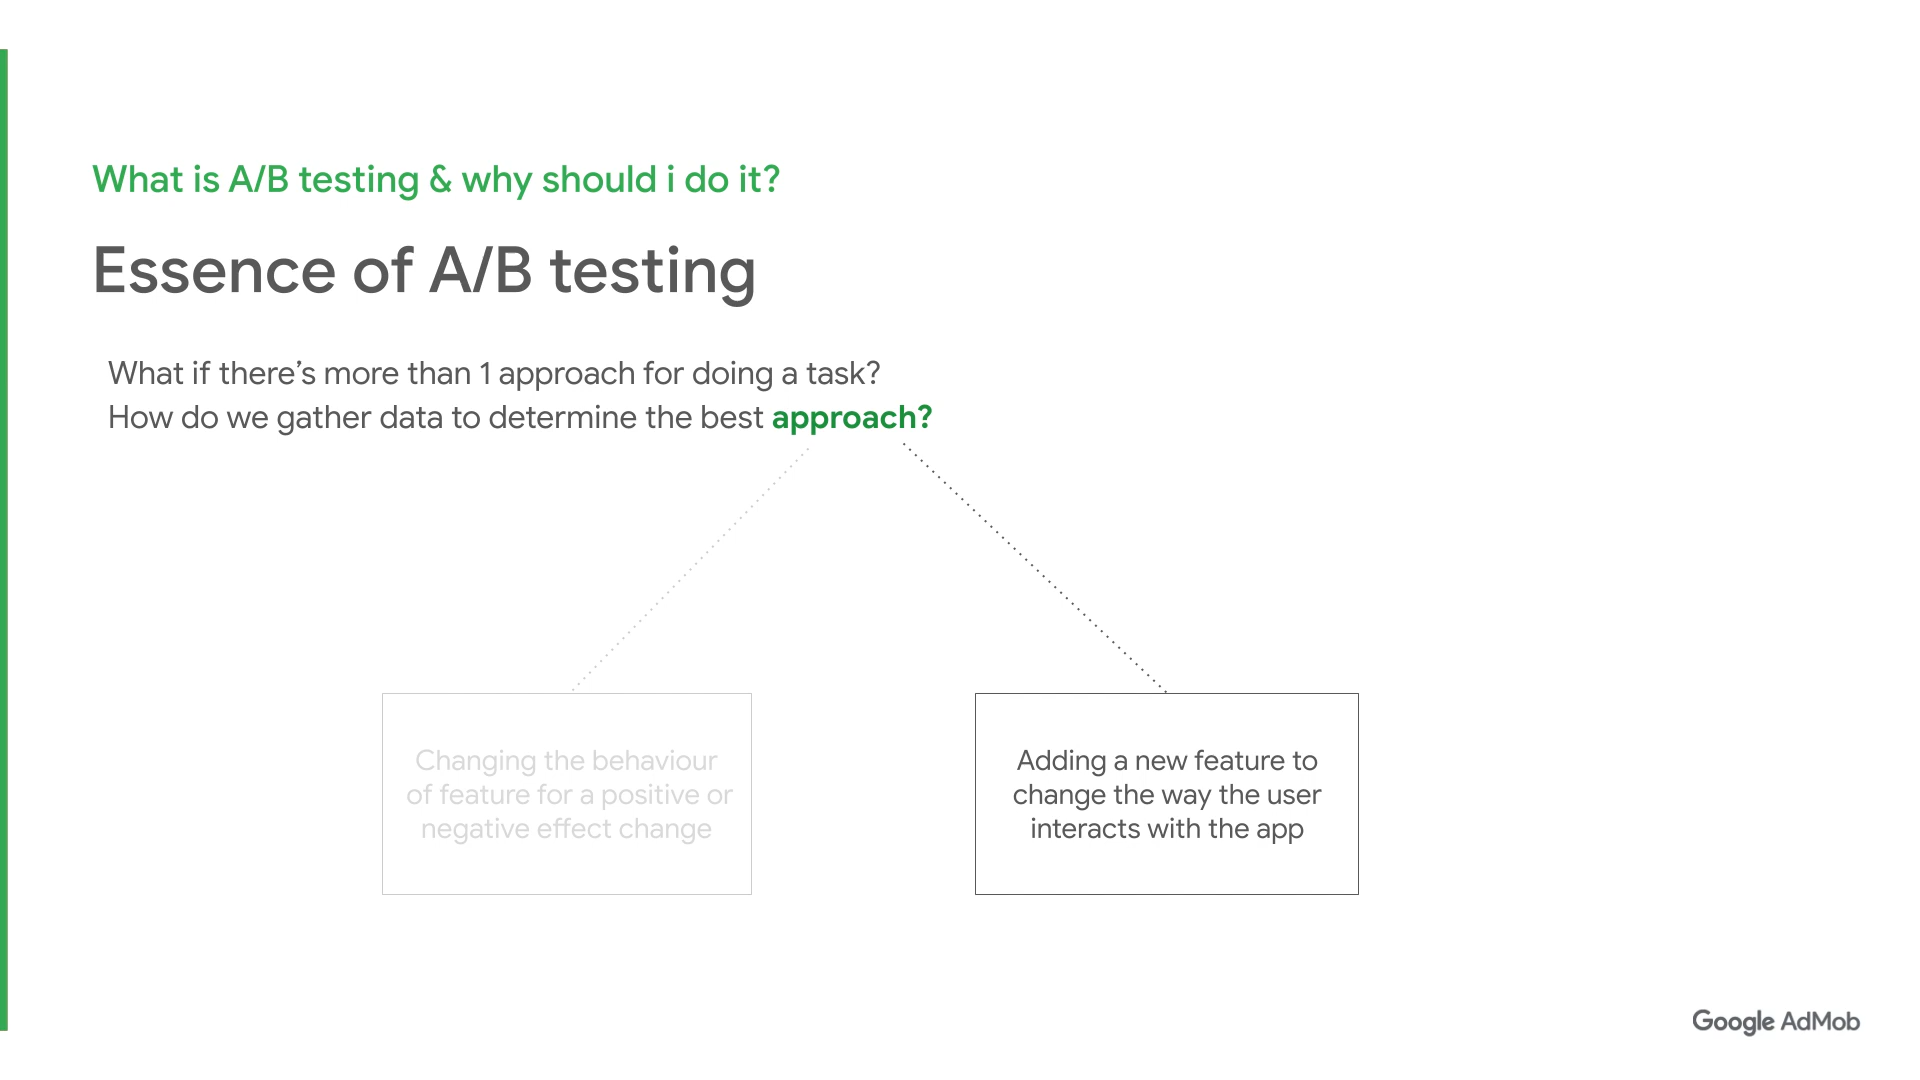 What is A/B testing & why should i do it?
Essence of A/B testing
What if there’s more than 1 approach for doing a task?
How do we gather data to determine the best approach?
Changing the behaviour
of feature for a positive or
negative effect change
Adding a new feature to
change the way the user
interacts with the app
Google AdMob